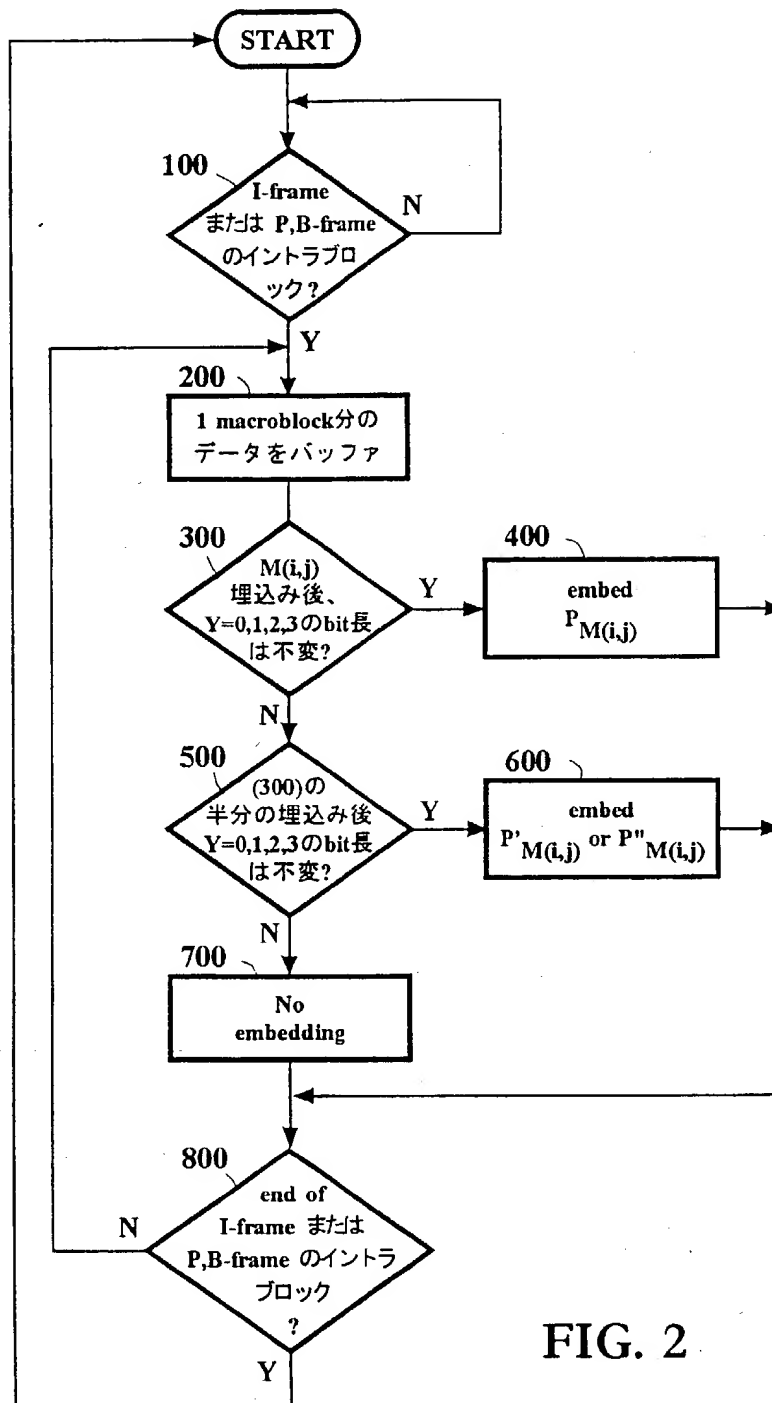 START
100
I-frame
または P,B-frame
のイントラブロ
ック?
N
Y
200
1 macroblock分の
データをバッファ
300
M(i,j)
埋込み後、
Y=0,1,2,3のbit長
は不変?
Y
400
embed
PM(i,j)
N
500
(300)の
半分の埋込み後
Y=0,1,2,3のbit長
は不変?
Y
600
embed
P'M(i,j) or P''M(i,j)
N
700
No
embedding
800
end of
I-frame または
P,B-frame のイントラ
ブロック
?
N
Y
FIG. 2